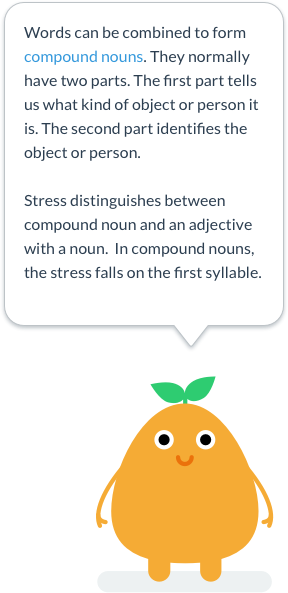 Words can be combined to form
compound nouns. They normally
have two parts. The first part tells
us what kind of object or person it
is. The second part identifies the
object or person.
Stress distinguishes between
compound noun and an adjective
with a noun.  In compound nouns,
the stress falls on the first syllable.